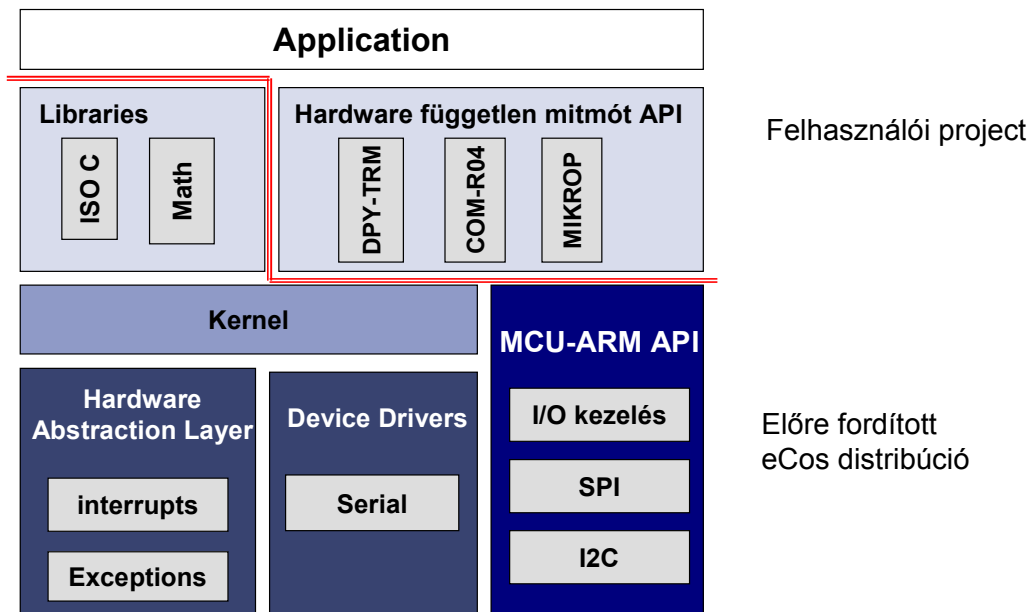 Application
Libraries
ISO C
Math
Hardware független mitmót API
DPY-TRM
COM-R04
MIKROP
Felhasználói project
Kernel
MCU-ARM API
I/O kezelés
SPI
I2C
Hardware
Abstraction Layer
interrupts
Exceptions
Device Drivers
Serial
Előre fordított
eCos distribúció